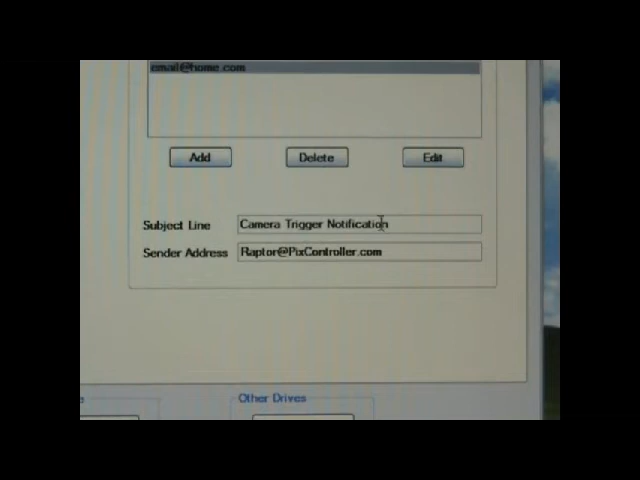 email@home.com
Add Delete Edit
Subject Line Camera Trigger Notification
Sender Address Raptor@PixController.com
Other Drives